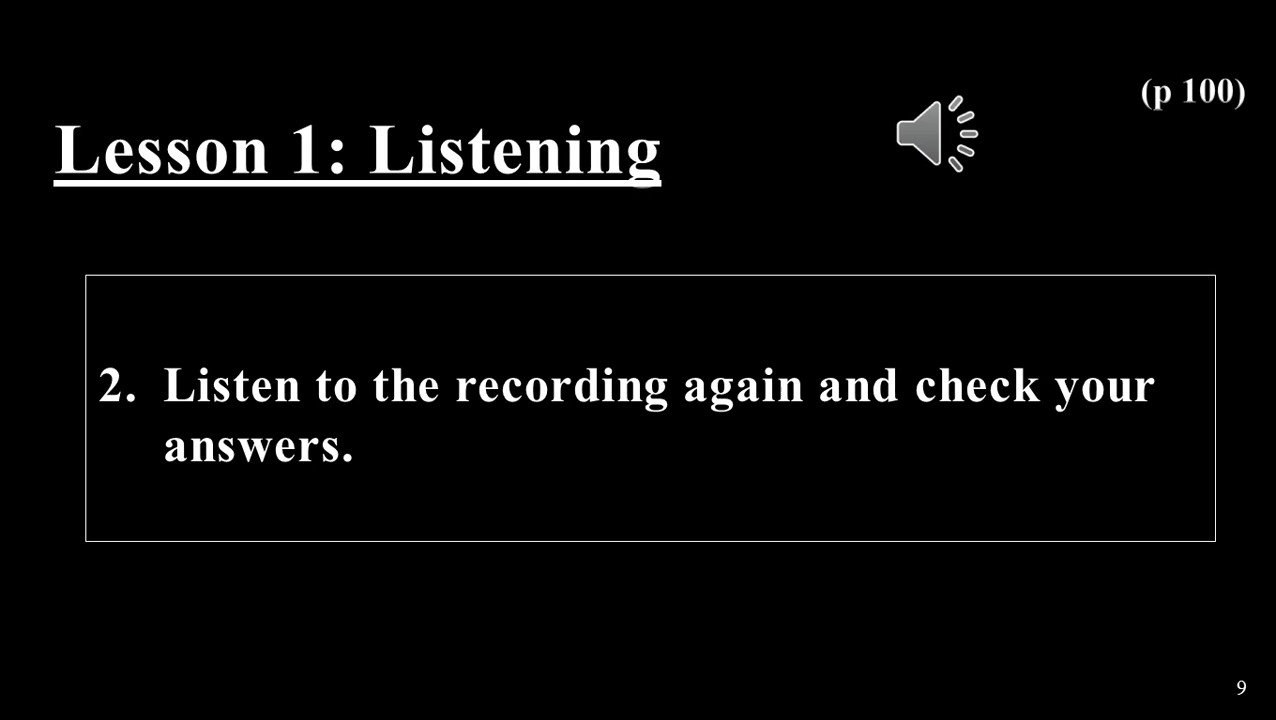 (p 100)
Lesson 1: Listening
2. Listen to the recording again and check your
answers.
9